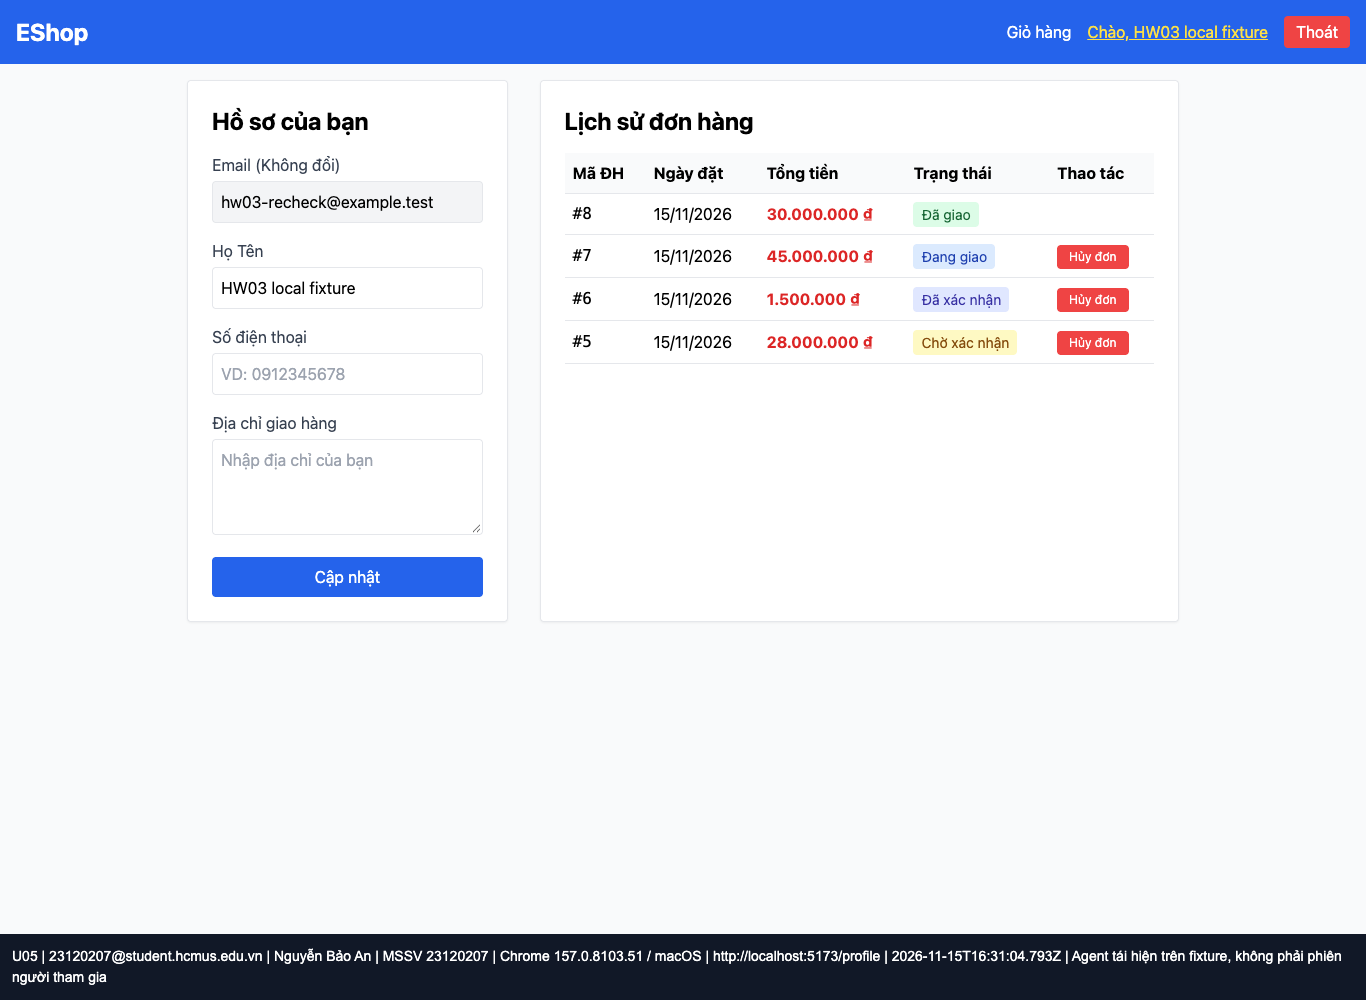 EShop
Giỏ hàng Chào, HW03 local fixture Thoát
Hồ sơ của bạn
Email (Không đổi)
hw03-recheck@example.test
Họ Tên
HW03 local fixture
Số điện thoại
VD: 0912345678
Địa chỉ giao hàng
Nhập địa chỉ của bạn
Cập nhật
Lịch sử đơn hàng
Mã ĐH Ngày đặt Tổng tiền Trạng thái Thao tác
#8 15/11/2026 30.000.000 ₫ Đã giao
#7 15/11/2026 45.000.000 ₫ Đang giao Hủy đơn
#6 15/11/2026 1.500.000 ₫ Đã xác nhận Hủy đơn
#5 15/11/2026 28.000.000 ₫ Chờ xác nhận Hủy đơn
U05 | 23120207@student.hcmus.edu.vn | Nguyễn Bảo An | MSSV 23120207 | Chrome 157.0.8103.51 / macOS | http://localhost:5173/profile | 2026-11-15T16:31:04.793Z | Agent tái hiện trên fixture, không phải phiên
người tham gia